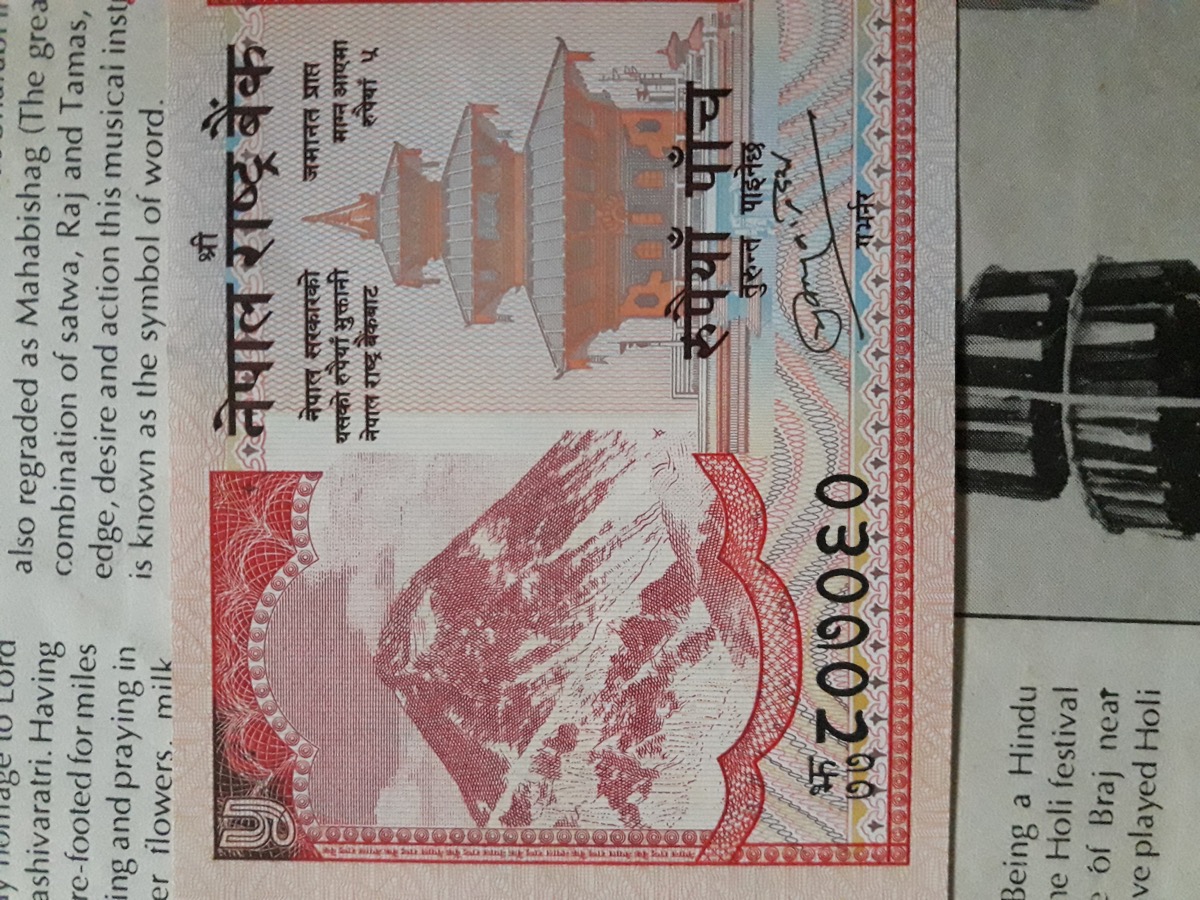 homage to Lord
ashivaratri. Having
re-footed for miles
ing and praying in
er flowers, milk
also regraded as Mahabishag (The grea
combination of satwa, Raj and Tamas,
edge, desire and action this musical inst
is known as the symbol of word.
५
श्री
नेपाल राष्ट्र बैंक
नेपाल सरकारको जमानत प्राप्त
यसको रुपैयाँ भुक्तानी माग्न आएमा
नेपाल राष्ट्र बैंकबाट रुपैयाँ ५
रुपैयाँ पाँच
तुरुन्त पाइनेछ
झ
७७ ८०७०६०
गभर्नर
Being a Hindu
he Holi festival
e of Braj near
ve played Holi